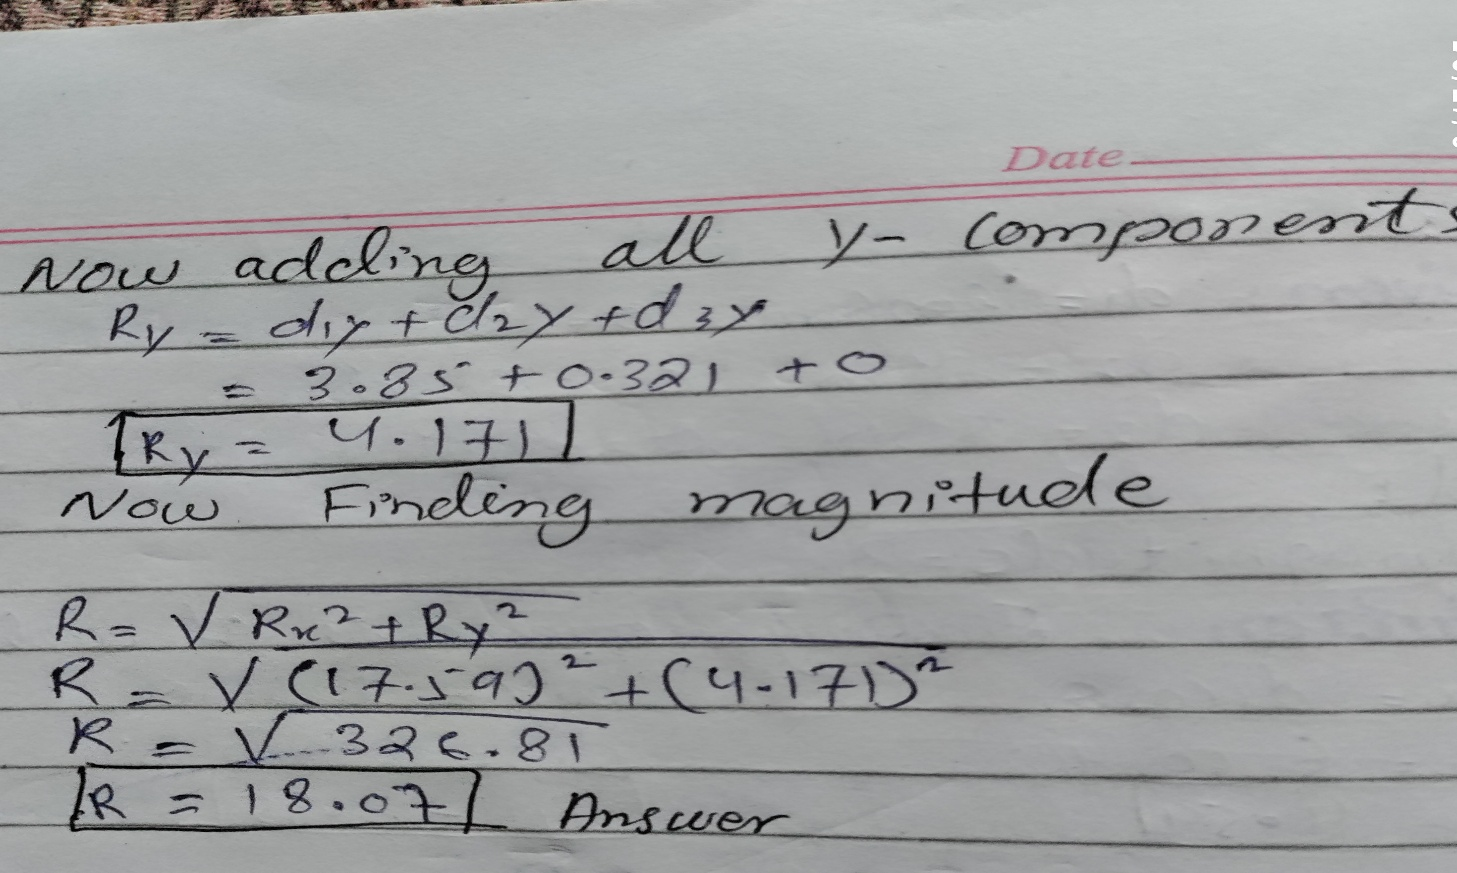 Date
Now adding all y- components
Ry = d1y + d2y + d3y
= 3.85 + 0.321 + 0
Ry = 4.171
Now Finding magnitude
R = √Rx² + Ry²
R = √(17.59)² + (4.171)²
R = √326.81
R = 18.07 Answer